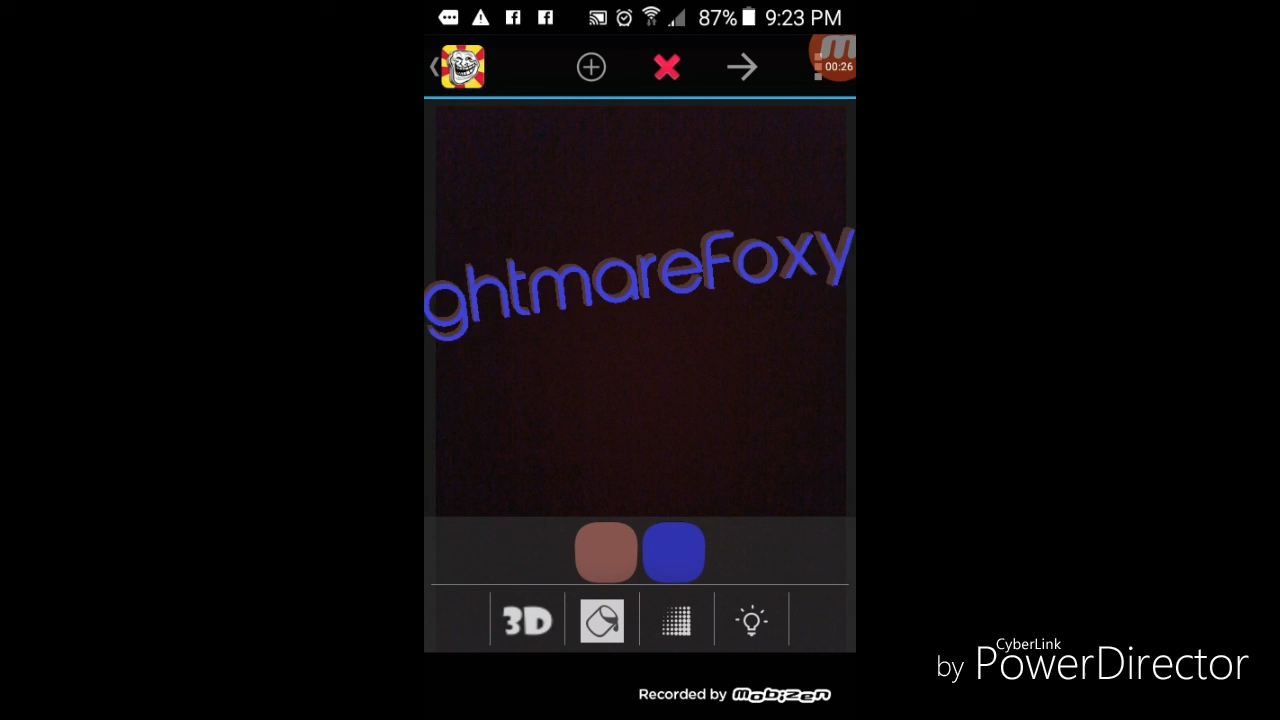 87% 9:23 PM
00:26
ghtmareFoxy
3D
CyberLink
by PowerDirector
Recorded by Mobizen